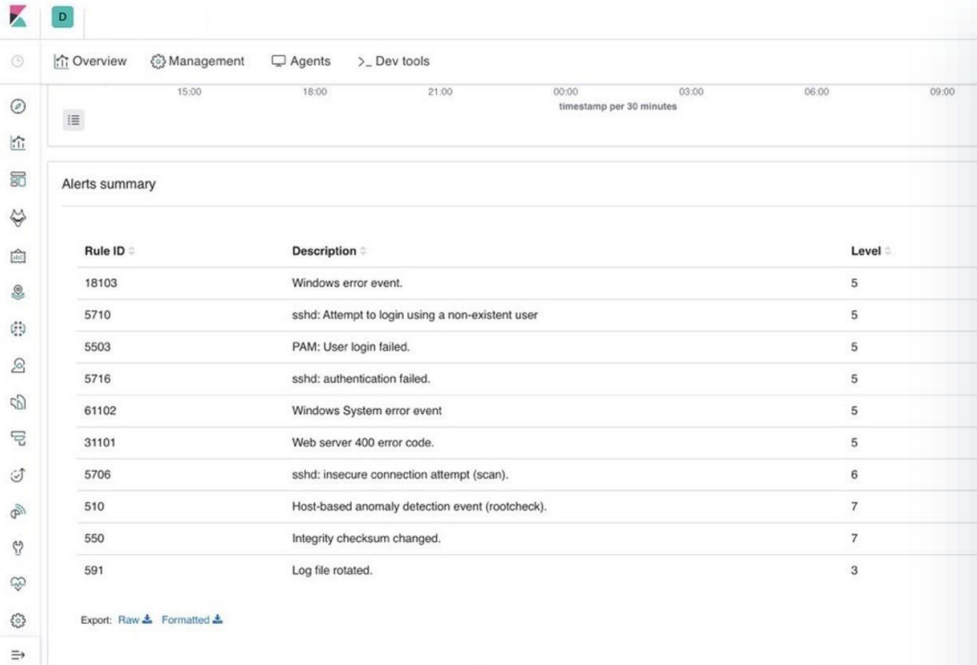 D
Overview Management Agents >_ Dev tools
15:00 18:00 21:00 00:00 03:00 06:00 09:00
timestamp per 30 minutes
Alerts summary
Rule ID Description Level
18103 Windows error event. 5
5710 sshd: Attempt to login using a non-existent user 5
5503 PAM: User login failed. 5
5716 sshd: authentication failed. 5
61102 Windows System error event 5
31101 Web server 400 error code. 5
5706 sshd: insecure connection attempt (scan). 6
510 Host-based anomaly detection event (rootcheck). 7
550 Integrity checksum changed. 7
591 Log file rotated. 3
Export: Raw Formatted